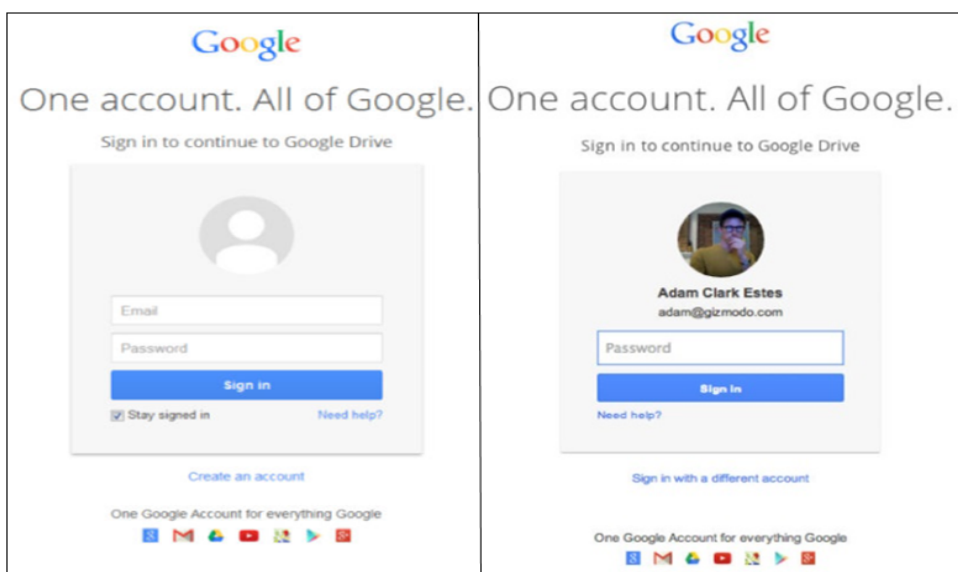 Google
One account. All of Google.
Sign in to continue to Google Drive
Email
Password
Sign in
Stay signed in
Need help?
Create an account
One Google Account for everything Google
Google
One account. All of Google.
Sign in to continue to Google Drive
Adam Clark Estes
adam@gizmodo.com
Password
Sign in
Need help?
Sign in with a different account
One Google Account for everything Google